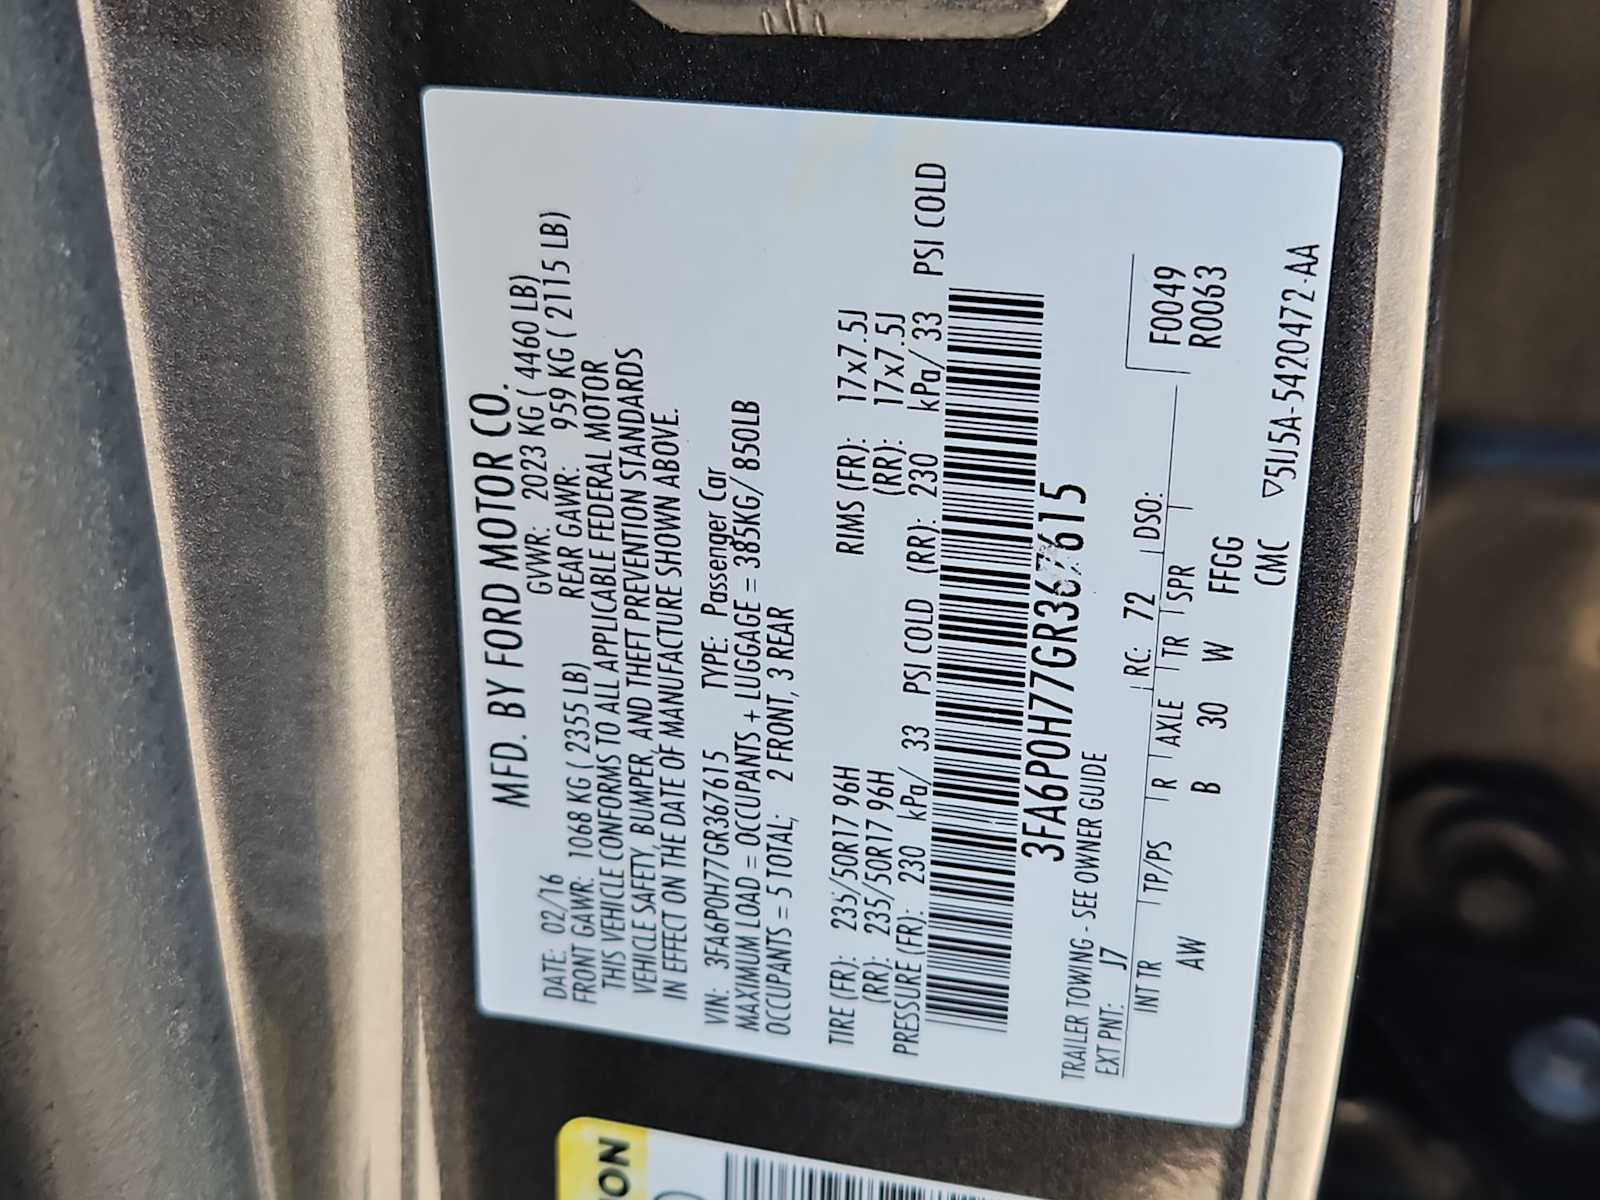 MFD. BY FORD MOTOR CO.
DATE: 02/16 GVWR: 2023 KG ( 4460 LB)
FRONT GAWR: 1068 KG ( 2355 LB) REAR GAWR: 959 KG ( 2115 LB)
THIS VEHICLE CONFORMS TO ALL APPLICABLE FEDERAL MOTOR
VEHICLE SAFETY, BUMPER, AND THEFT PREVENTION STANDARDS
IN EFFECT ON THE DATE OF MANUFACTURE SHOWN ABOVE.
VIN: 3FA6P0H77GR367615 TYPE: Passenger Car
MAXIMUM LOAD = OCCUPANTS + LUGGAGE = 385KG/ 850LB
OCCUPANTS = 5 TOTAL; 2 FRONT, 3 REAR
TIRE (FR): 235/50R17 96H RIMS (FR): 17x7.5J
(RR): 235/50R17 96H (RR): 17x7.5J
PRESSURE (FR): 230 kPa/ 33 PSI COLD (RR): 230 kPa/ 33 PSI COLD
3FA6P0H77GR367615
TRAILER TOWING - SEE OWNER GUIDE
EXT PNT: J7 RC: 72 DSO:
INT TR TP/PS R AXLE TR SPR
AW B 30 W FFGG
F0049
R0063
CMC ▽5U5A-5420472-AA
ON